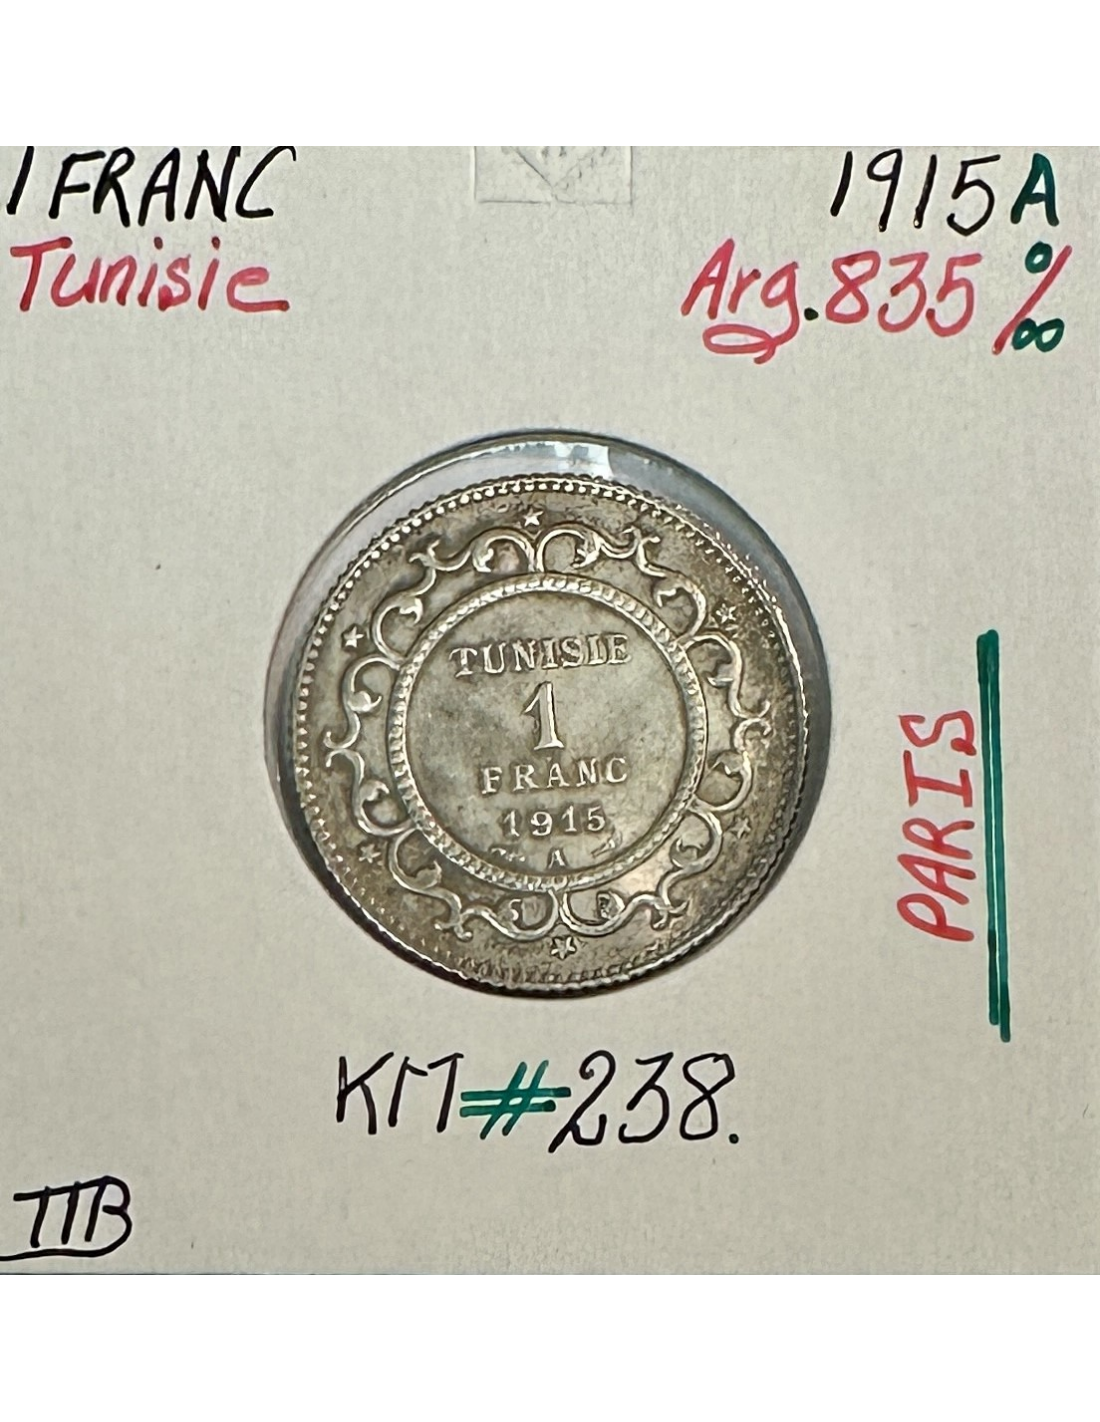 1 FRANC
1915 A
Tunisie
Arg. 835 ‰
TUNISIE
1
FRANC
1915
A
PARIS
KM # 238.
TTB